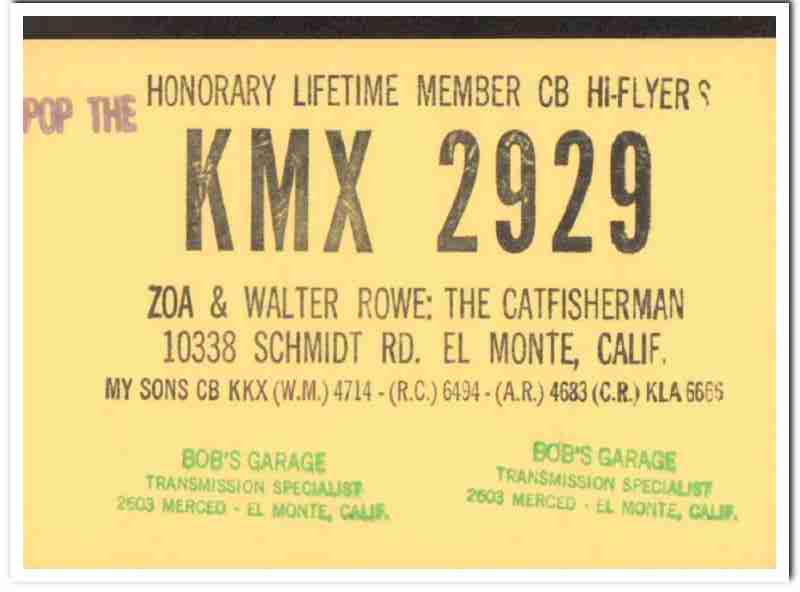 HONORARY LIFETIME MEMBER CB Hi-FLYERS
POP THE
KMX 2929
ZOA & WALTER ROWE: THE CATFISHERMAN
10338 SCHMIDT RD. EL MONTE, CALIF.
MY SONS CB KKX (W.M.) 4714 - (R.C.) 6494 - (A.R.) 4683 (C.R.) KLA 6666
BOB'S GARAGE
TRANSMISSION SPECIALIST
2603 MERCED - EL MONTE, CALIF.
BOB'S GARAGE
TRANSMISSION SPECIALIST
2603 MERCED - EL MONTE, CALIF.